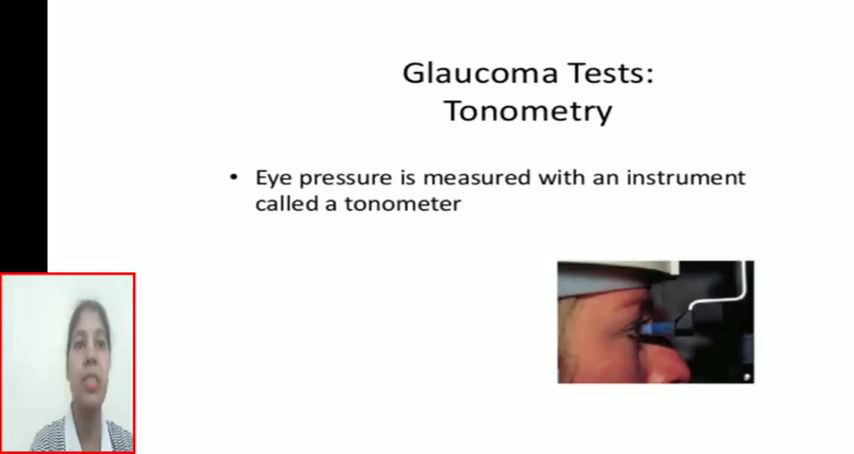 Glaucoma Tests:
Tonometry
• Eye pressure is measured with an instrument
called a tonometer